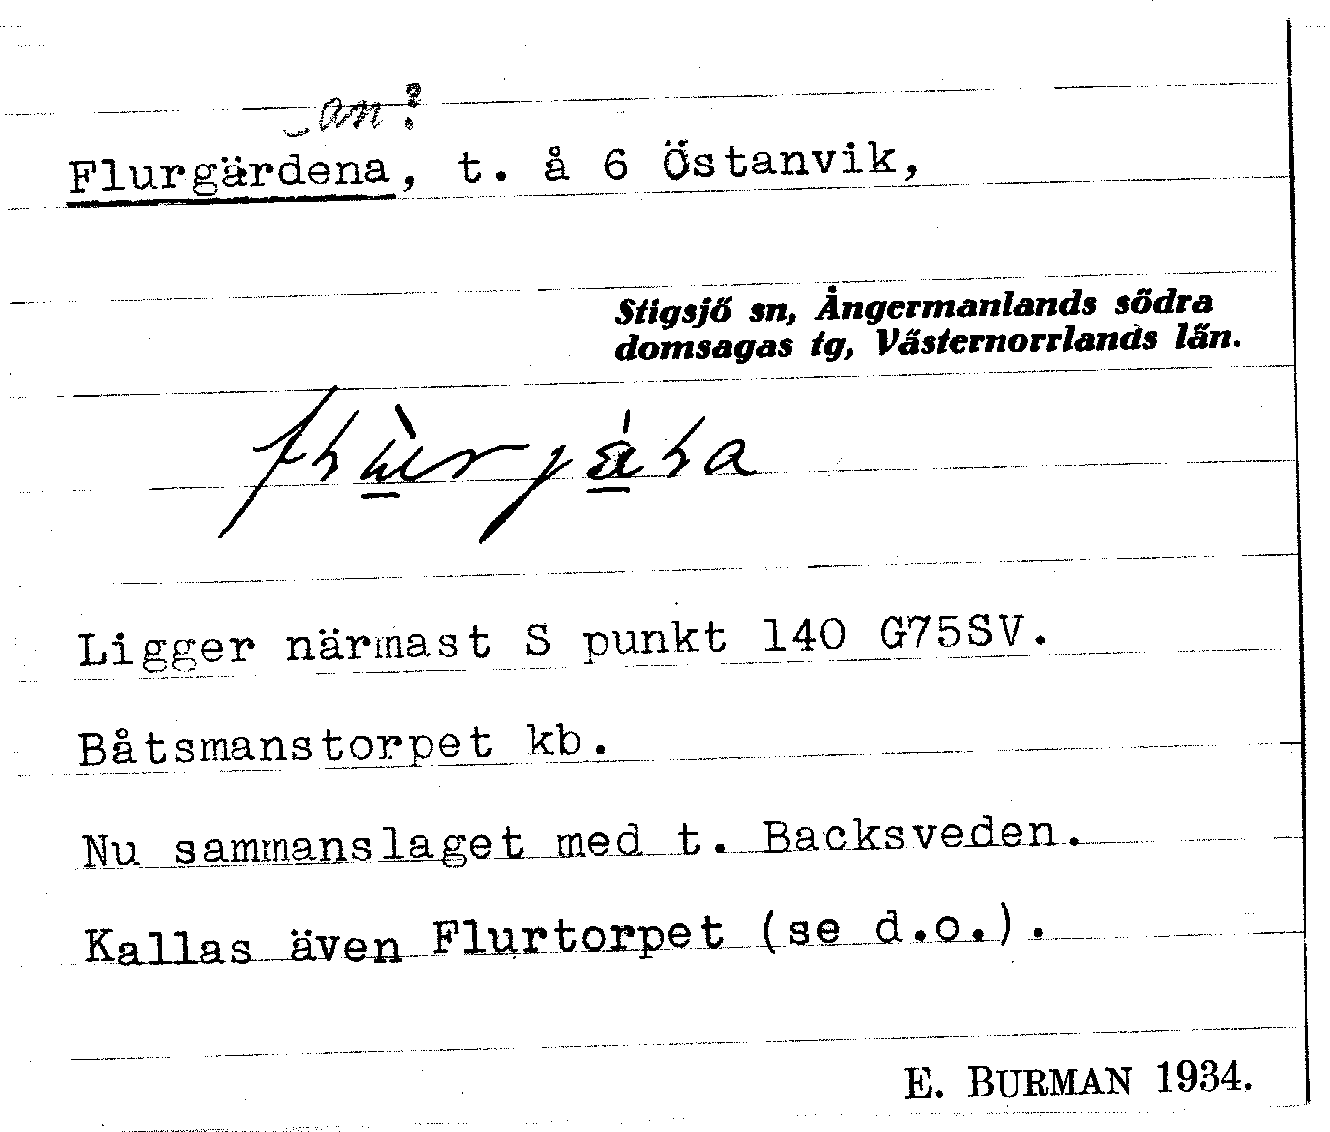 -an?
Flurgärdena, t. å 6 Östanvik,
Stigsjö sn, Ångermanlands södra
domsagas tg, Västernorrlands län.
Ligger närmast S punkt 140 G75SV.
Båtsmanstorpet kb.
Nu sammanslaget med t. Backsveden.
Kallas även Flurtorpet (se d.o.).
E. BURMAN 1934.